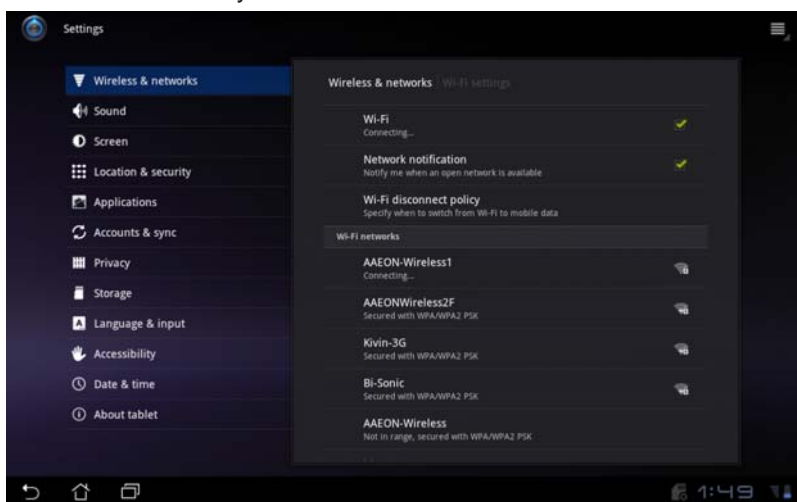 Settings
Wireless & networks
Sound
Screen
Location & security
Applications
Accounts & sync
Privacy
Storage
Language & input
Accessibility
Date & time
About tablet
Wireless & networks Wi-Fi settings
Wi-Fi
Connecting...
Network notification
Notify me when an open network is available
Wi-Fi disconnect policy
Specify when to switch from Wi-Fi to mobile data
Wi-Fi networks
AAEON-Wireless1
Connecting...
AAEONWireless2F
Secured with WPA/WPA2 PSK
Kivin-3G
Secured with WPA/WPA2 PSK
Bi-Sonic
Secured with WPA/WPA2 PSK
AAEON-Wireless
Not in range, secured with WPA/WPA2 PSK
1:49